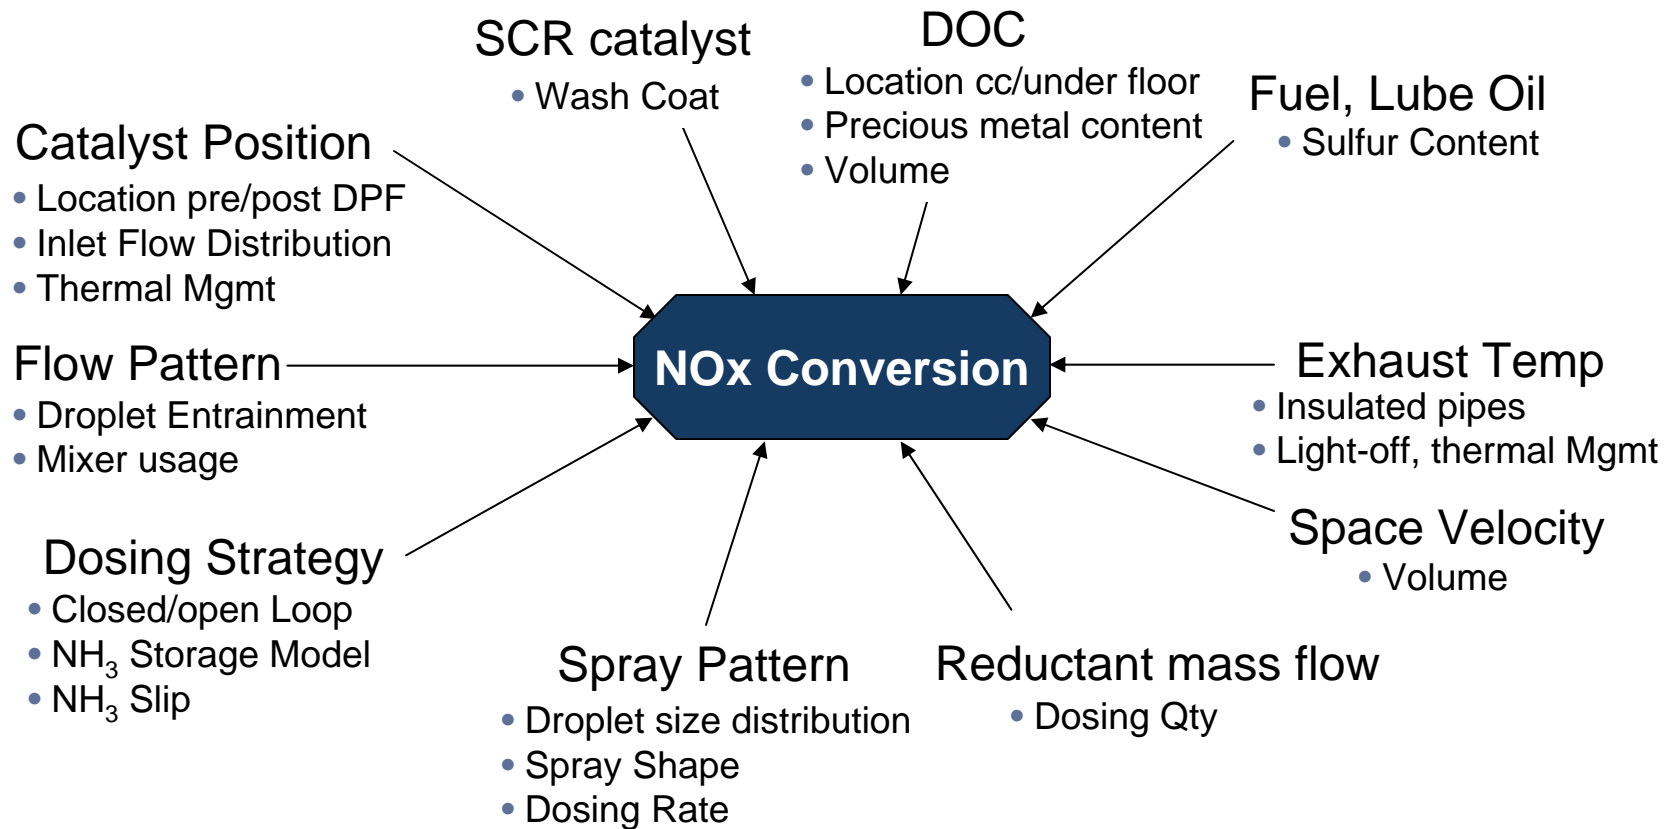 SCR catalyst
• Wash Coat
DOC
• Location cc/under floor
• Precious metal content
• Volume
Fuel, Lube Oil
• Sulfur Content
Catalyst Position
• Location pre/post DPF
• Inlet Flow Distribution
• Thermal Mgmt
Flow Pattern
• Droplet Entrainment
• Mixer usage
NOx Conversion
Exhaust Temp
• Insulated pipes
• Light-off, thermal Mgmt
Space Velocity
• Volume
Dosing Strategy
• Closed/open Loop
• NH₃ Storage Model
• NH₃ Slip
Spray Pattern
• Droplet size distribution
• Spray Shape
• Dosing Rate
Reductant mass flow
• Dosing Qty